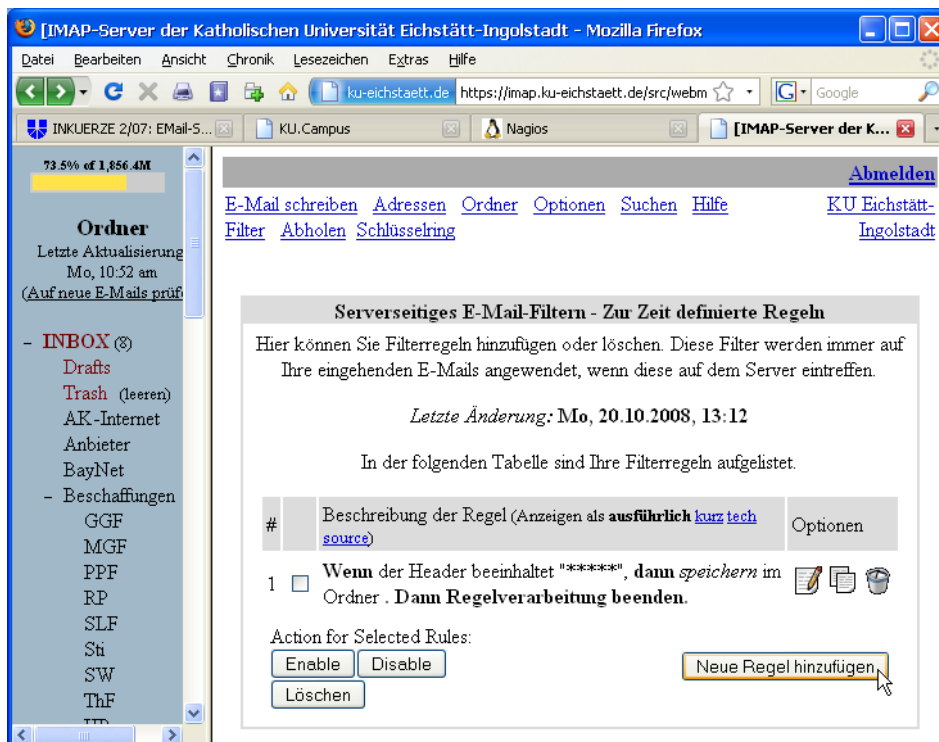 [IMAP-Server der Katholischen Universität Eichstätt-Ingolstadt - Mozilla Firefox
Datei Bearbeiten Ansicht Chronik Lesezeichen Extras Hilfe
ku-eichstaett.de https://imap.ku-eichstaett.de/src/webm Google
INKUERZE 2/07: EMail-S... KU.Campus Nagios [IMAP-Server der K...
73.5% of 1,856.4M
Ordner
Letzte Aktualisierung
Mo, 10:52 am
(Auf neue E-Mails prüf
– INBOX (8)
Drafts
Trash (leeren)
AK-Internet
Anbieter
BayNet
– Beschaffungen
GGF
MGF
PPF
RP
SLF
Sti
SW
ThF
Abmelden
E-Mail schreiben Adressen Ordner Optionen Suchen Hilfe KU Eichstätt-
Filter Abholen Schlüsselring Ingolstadt
Serverseitiges E-Mail-Filtern - Zur Zeit definierte Regeln
Hier können Sie Filterregeln hinzufügen oder löschen. Diese Filter werden immer auf
Ihre eingehenden E-Mails angewendet, wenn diese auf dem Server eintreffen.
Letzte Änderung: Mo, 20.10.2008, 13:12
In der folgenden Tabelle sind Ihre Filterregeln aufgelistet.
# Beschreibung der Regel (Anzeigen als ausführlich kurz tech
source) Optionen
1 Wenn der Header beeinhaltet "*****", dann speichern im
Ordner . Dann Regelverarbeitung beenden.
Action for Selected Rules:
Enable Disable Neue Regel hinzufügen
Löschen